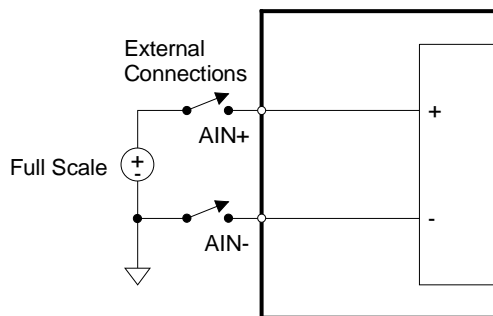 External
Connections
AIN+
+
Full Scale
+
-
AIN-
-